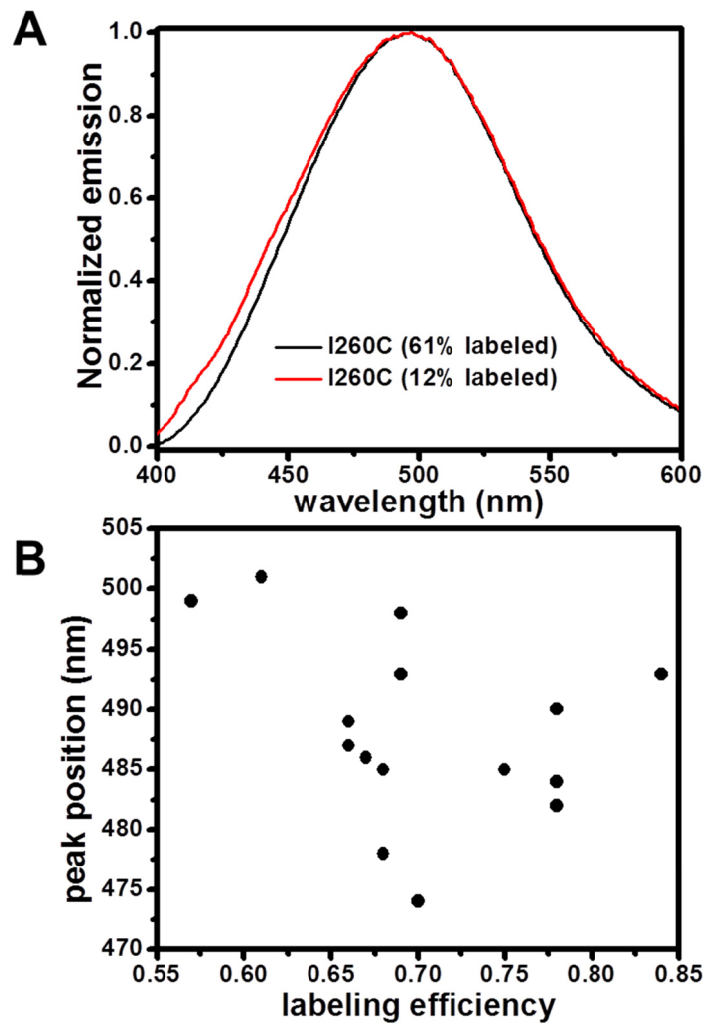 A
Normalized emission
1.0
0.8
0.6
0.4
0.2
0.0
I260C (61% labeled)
I260C (12% labeled)
400 450 500 550 600
wavelength (nm)
B
peak position (nm)
505
500
495
490
485
480
475
470
0.55 0.60 0.65 0.70 0.75 0.80 0.85
labeling efficiency